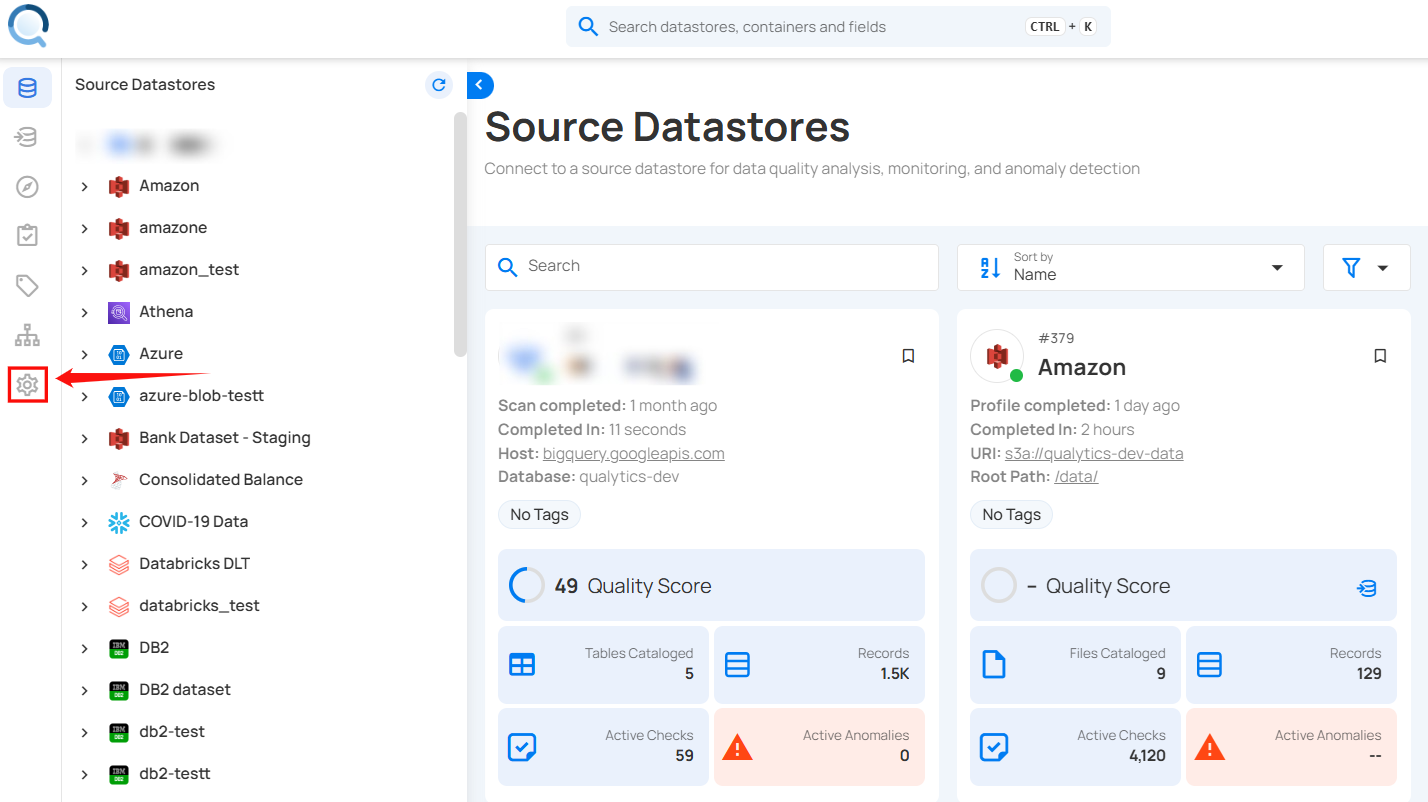 Search datastores, containers and fields
CTRL + K
Source Datastores
Amazon
amazone
amazon_test
Athena
Azure
azure-blob-testt
Bank Dataset - Staging
Consolidated Balance
COVID-19 Data
Databricks DLT
databricks_test
DB2
DB2 dataset
db2-test
db2-testt
Source Datastores
Connect to a source datastore for data quality analysis, monitoring, and anomaly detection
Search
Sort by
Name
Scan completed: 1 month ago
Completed In: 11 seconds
Host: bigquery.googleapis.com
Database: qualytics-dev
No Tags
49 Quality Score
Tables Cataloged
5
Records
1.5K
Active Checks
59
Active Anomalies
0
#379
Amazon
Profile completed: 1 day ago
Completed In: 2 hours
URI: s3a://qualytics-dev-data
Root Path: /data/
No Tags
– Quality Score
Files Cataloged
9
Records
129
Active Checks
4,120
Active Anomalies
--